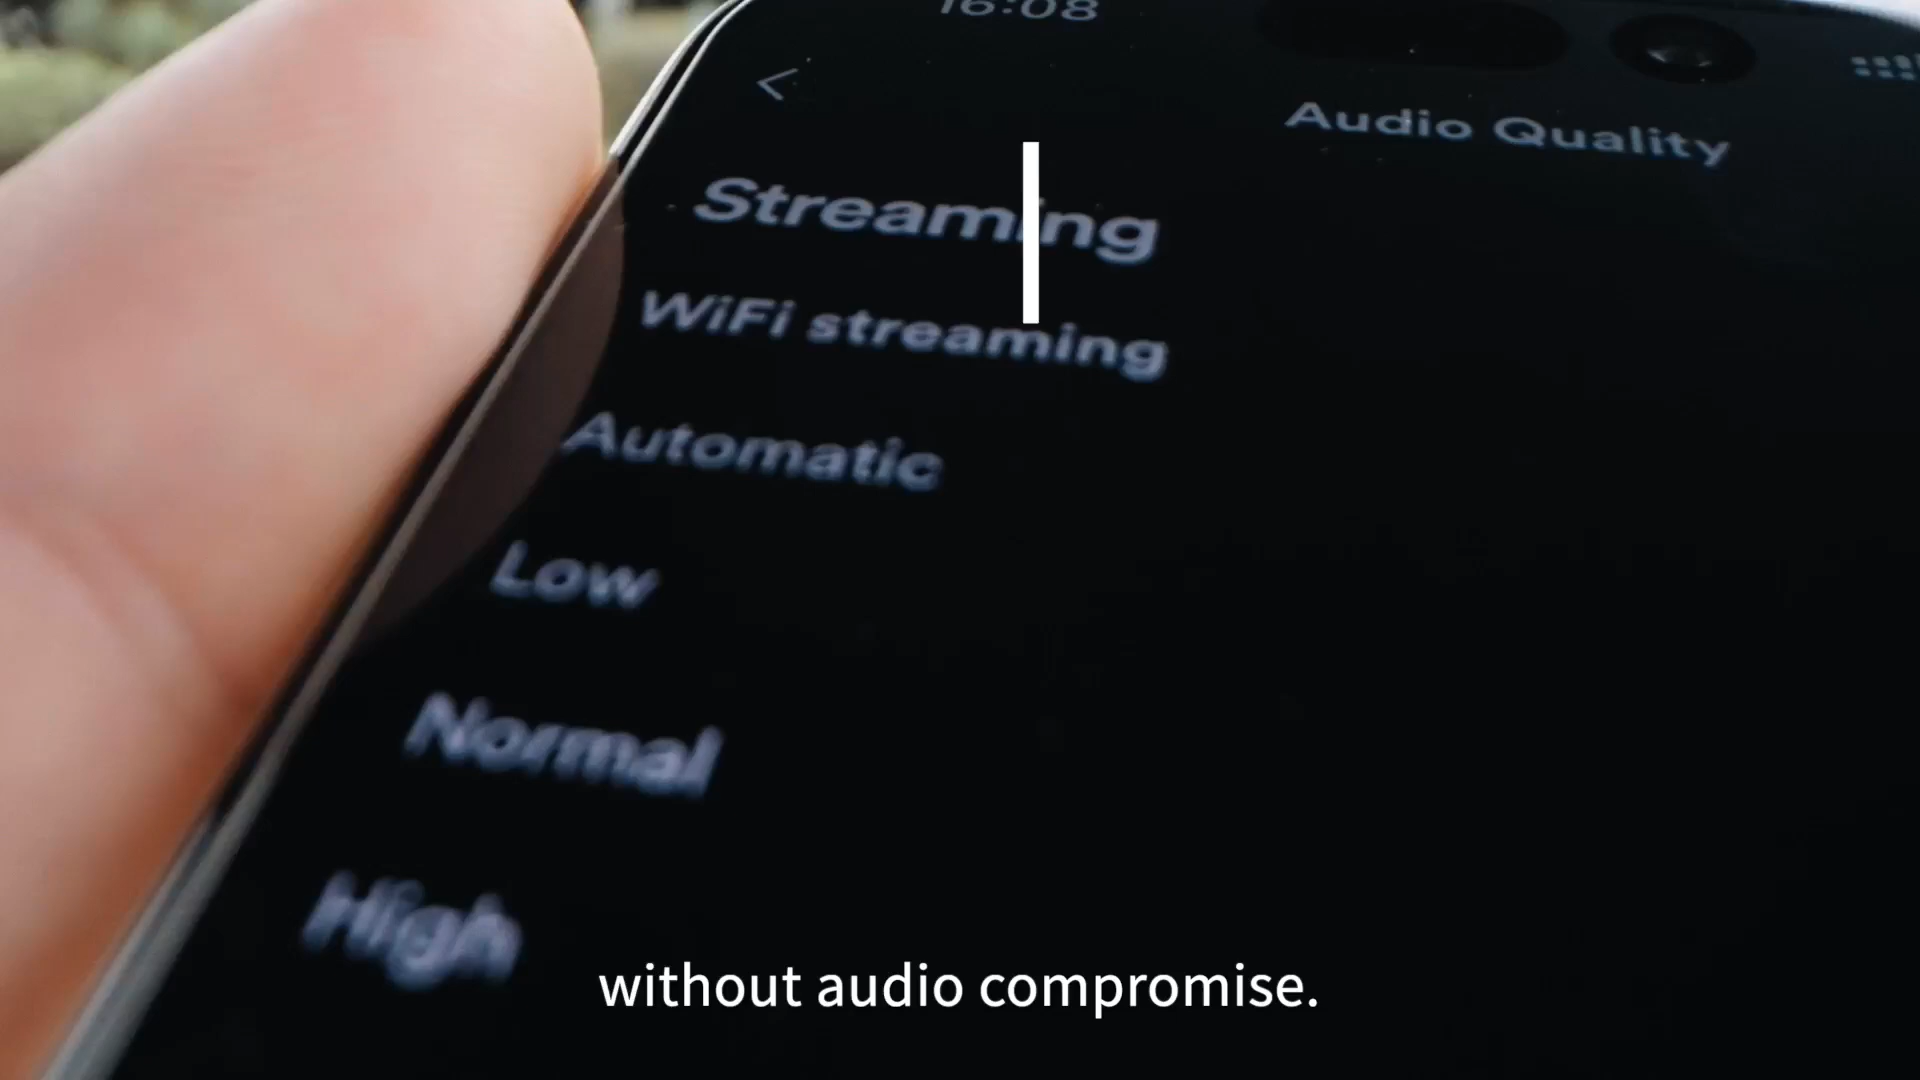 16:08
Audio Quality
Streaming
WiFi streaming
Automatic
Low
Normal
High
without audio compromise.